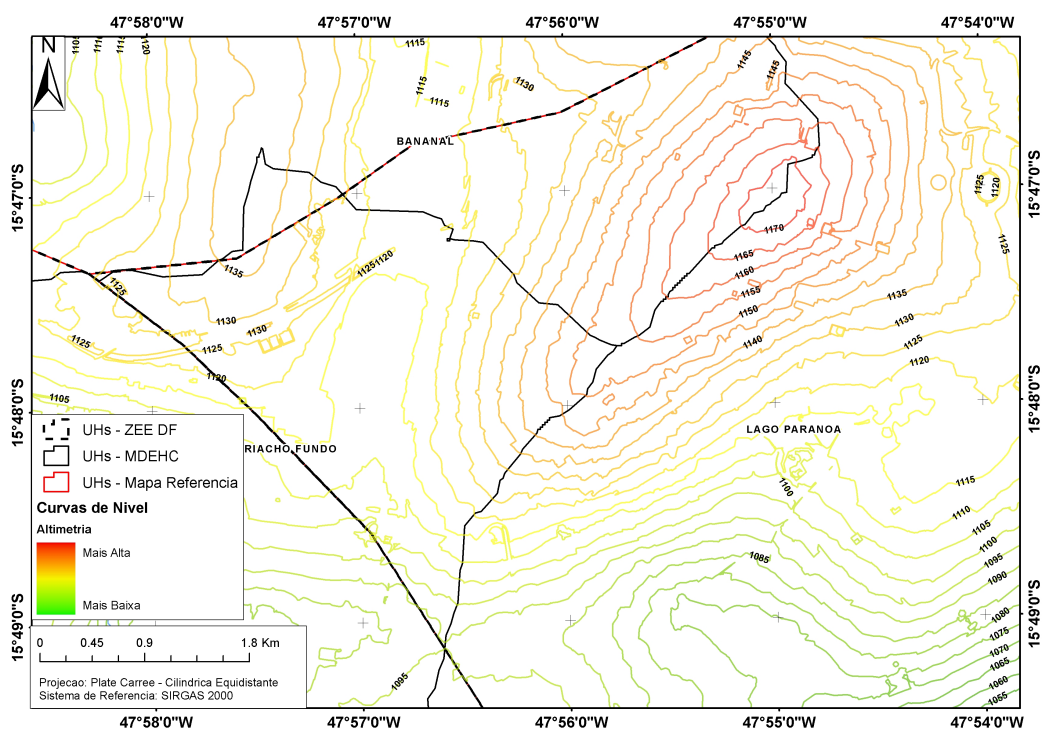 47°58'0"W 47°57'0"W 47°56'0"W 47°55'0"W 47°54'0"W
N
1105
1110
1115
1120
1115
1115
1115
1130
1145
1145
BANANAL
15°47'0"S
15°47'0"S
1125
1120
1125
1170
1165
1160
1155
1150
1140
1135
1130
1125
1120
1135
1125
1120
1125
1130
1130
1125
1125
1120
1105
15°48'0"S
15°48'0"S
LAGO PARANOA
RIACHO FUNDO
1100
1115
1110
1105
1100
1095
1090
1085
1080
1075
1070
1065
1060
1055
1095
15°49'0"S
15°49'0"S
UHs - ZEE DF
UHs - MDEHC
UHs - Mapa Referencia
Curvas de Nivel
Altimetria
Mais Alta
Mais Baixa
0 0.45 0.9 1.8 Km
Projecao: Plate Carree - Cilindrica Equidistante
Sistema de Referencia: SIRGAS 2000
47°58'0"W 47°57'0"W 47°56'0"W 47°55'0"W 47°54'0"W